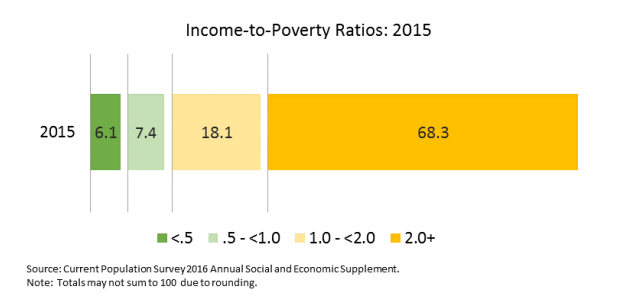 Income-to-Poverty Ratios: 2015
2015 6.1 7.4 18.1 68.3
<.5 .5 - <1.0 1.0 - <2.0 2.0+
Source: Current Population Survey 2016 Annual Social and Economic Supplement.
Note: Totals may not sum to 100 due to rounding.